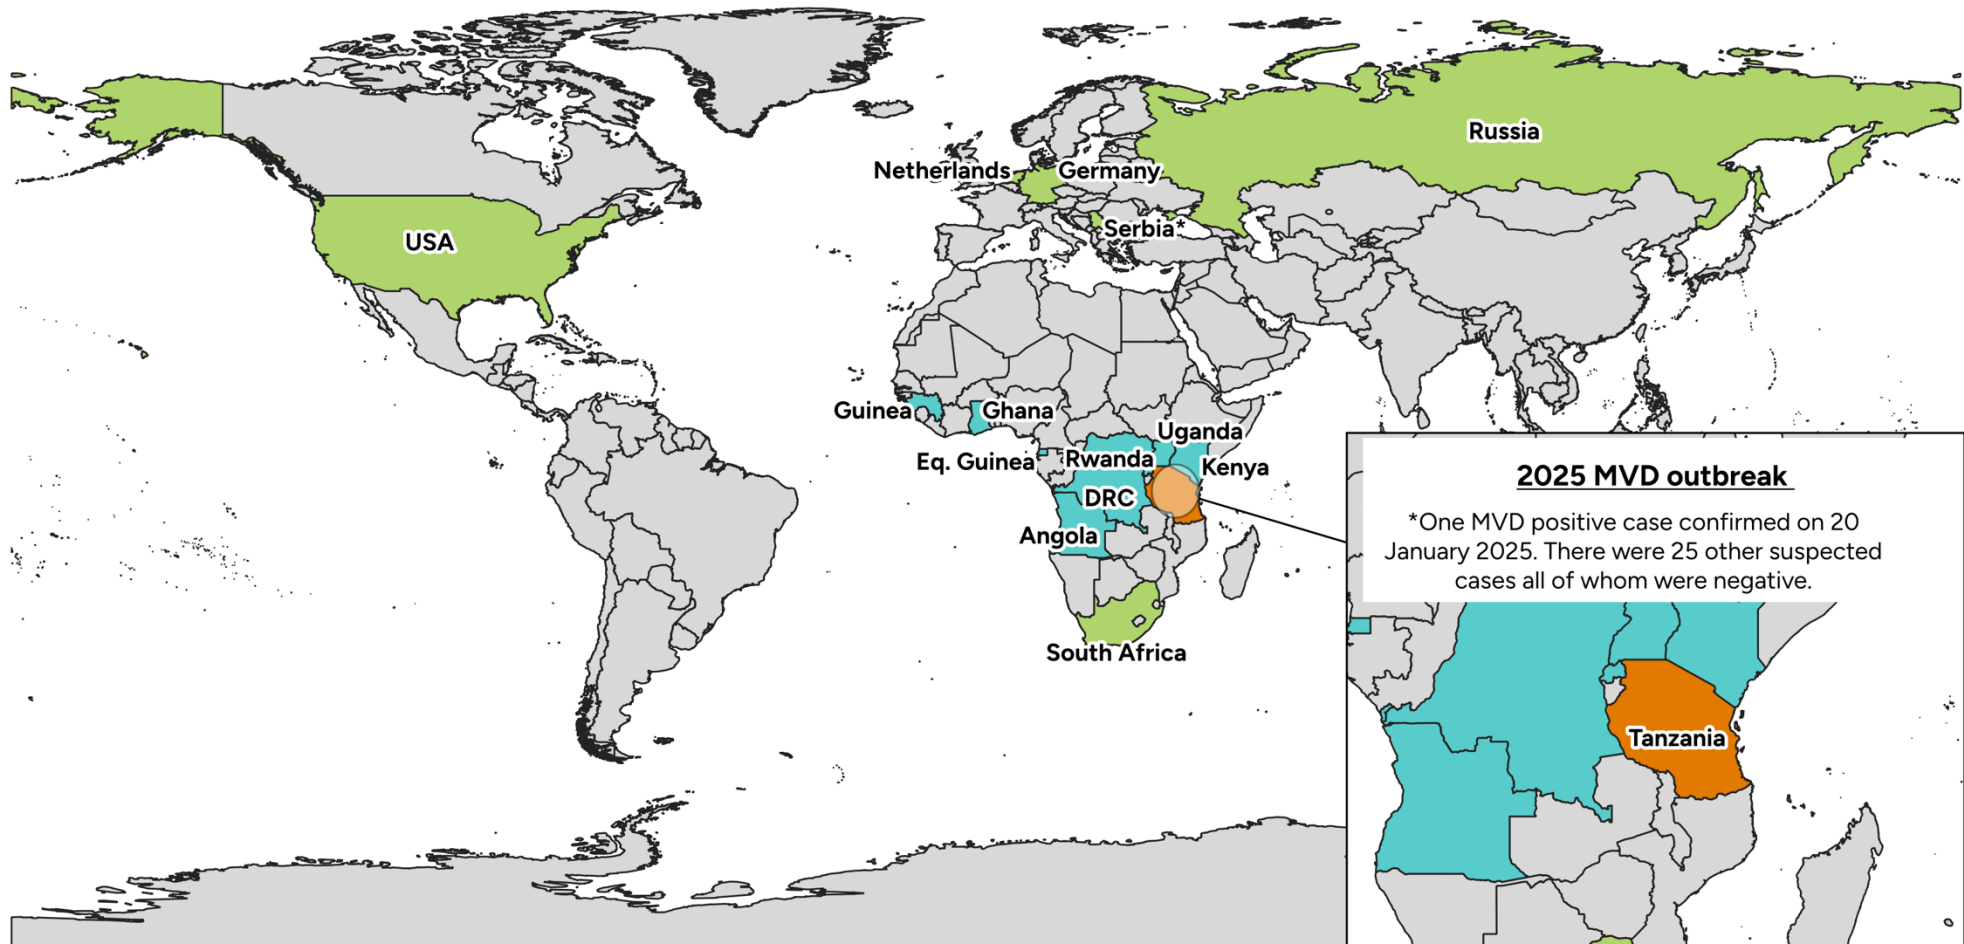 Russia
Netherlands
Germany
Serbia*
USA
Guinea
Ghana
Uganda
Eq. Guinea
Rwanda
Kenya
DRC
Angola
South Africa
2025 MVD outbreak
*One MVD positive case confirmed on 20
January 2025. There were 25 other suspected
cases all of whom were negative.
Tanzania